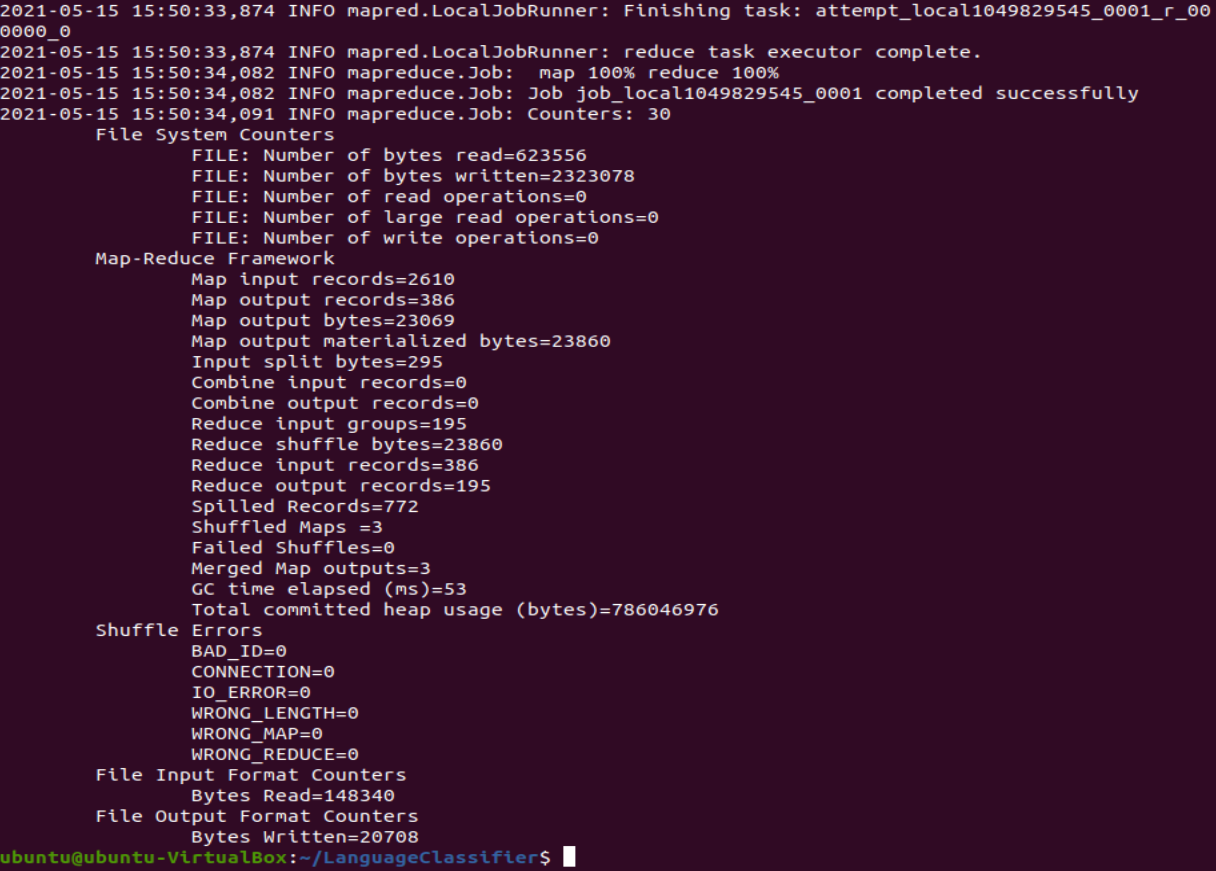 2021-05-15 15:50:33,874 INFO mapred.LocalJobRunner: Finishing task: attempt_local1049829545_0001_r_00
0000_0
2021-05-15 15:50:33,874 INFO mapred.LocalJobRunner: reduce task executor complete.
2021-05-15 15:50:34,082 INFO mapreduce.Job:  map 100% reduce 100%
2021-05-15 15:50:34,082 INFO mapreduce.Job: Job job_local1049829545_0001 completed successfully
2021-05-15 15:50:34,091 INFO mapreduce.Job: Counters: 30
File System Counters
FILE: Number of bytes read=623556
FILE: Number of bytes written=2323078
FILE: Number of read operations=0
FILE: Number of large read operations=0
FILE: Number of write operations=0
Map-Reduce Framework
Map input records=2610
Map output records=386
Map output bytes=23069
Map output materialized bytes=23860
Input split bytes=295
Combine input records=0
Combine output records=0
Reduce input groups=195
Reduce shuffle bytes=23860
Reduce input records=386
Reduce output records=195
Spilled Records=772
Shuffled Maps =3
Failed Shuffles=0
Merged Map outputs=3
GC time elapsed (ms)=53
Total committed heap usage (bytes)=786046976
Shuffle Errors
BAD_ID=0
CONNECTION=0
IO_ERROR=0
WRONG_LENGTH=0
WRONG_MAP=0
WRONG_REDUCE=0
File Input Format Counters
Bytes Read=148340
File Output Format Counters
Bytes Written=20708
ubuntu@ubuntu-VirtualBox:~/LanguageClassifier$